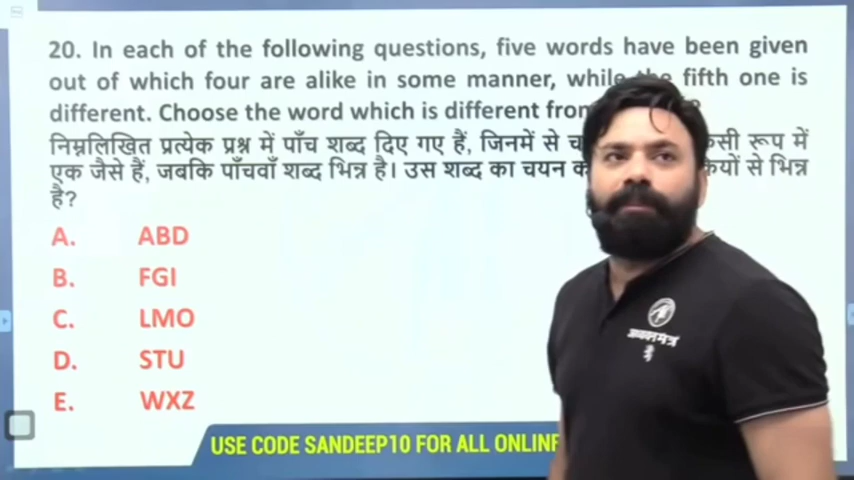 20. In each of the following questions, five words have been given
out of which four are alike in some manner, while the fifth one is
different. Choose the word which is different from
निम्नलिखित प्रत्येक प्रश्न में पाँच शब्द दिए गए हैं, जिनमें से रूप में
एक जैसे हैं, जबकि पाँचवाँ शब्द भिन्न है। उस शब्द का चयन से भिन्न
है?
A. ABD
B. FGI
C. LMO
D. STU
E. WXZ
अध्ययन मंत्र
USE CODE SANDEEP10 FOR ALL ONLINE